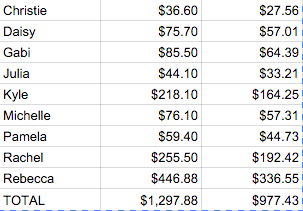 Christie $36.60 $27.56
Daisy $75.70 $57.01
Gabi $85.50 $64.39
Julia $44.10 $33.21
Kyle $218.10 $164.25
Michelle $76.10 $57.31
Pamela $59.40 $44.73
Rachel $255.50 $192.42
Rebecca $446.88 $336.55
TOTAL $1,297.88 $977.43